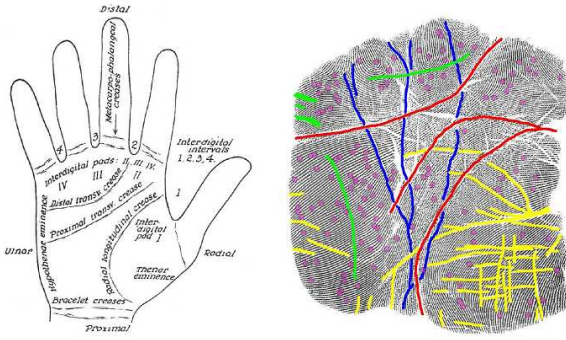 Distal
Metacarpo-phalangeal
creases
4
3
2
Interdigital
intervals
1, 2, 3, 4.
Interdigital pads: II, III, IV.
IV
III
II
1
Distal transv. crease
Proximal transv. crease
Hypothenar eminence
Radial longitudinal crease
Inter-
digital
pad I
Ulnar
Radial
Thenar
eminence
Bracelet creases
Proximal